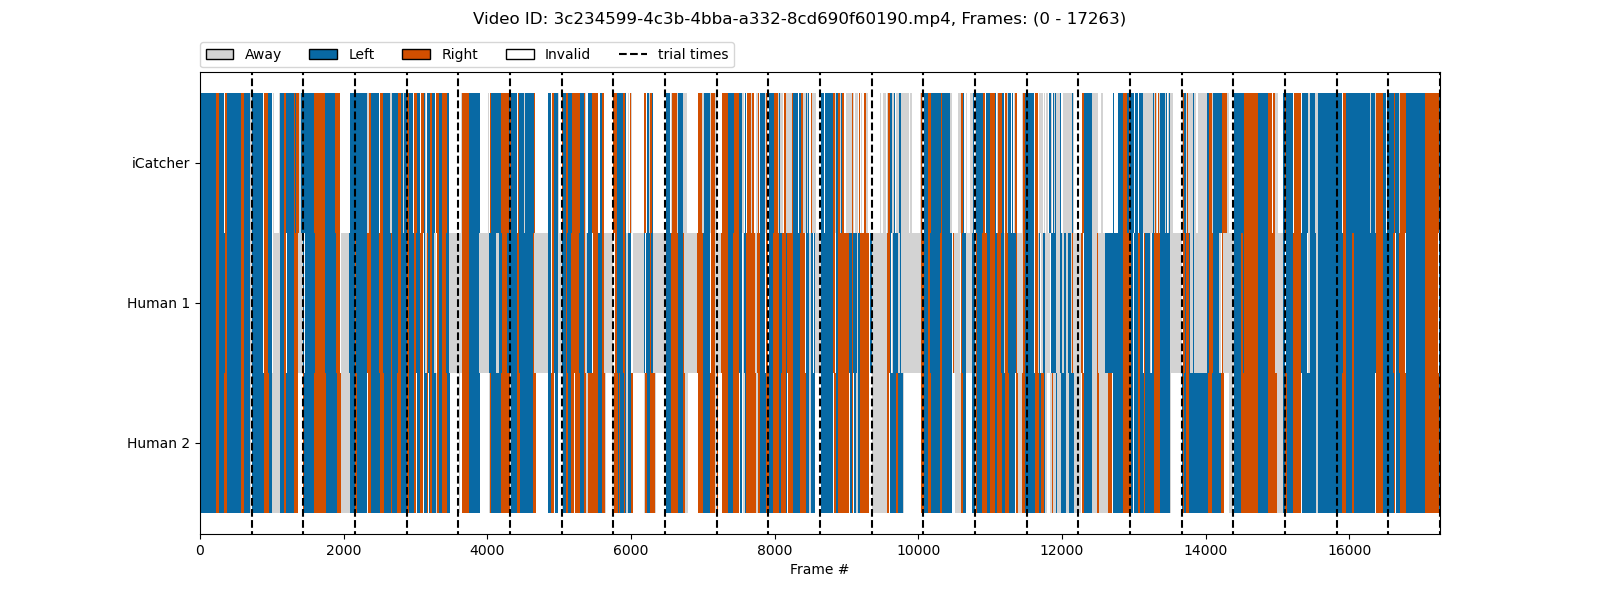 Video ID: 3c234599-4c3b-4bba-a332-8cd690f60190.mp4, Frames: (0 - 17263)
Away Left Right Invalid trial times
iCatcher
Human 1
Human 2
0 2000 4000 6000 8000 10000 12000 14000 16000
Frame #